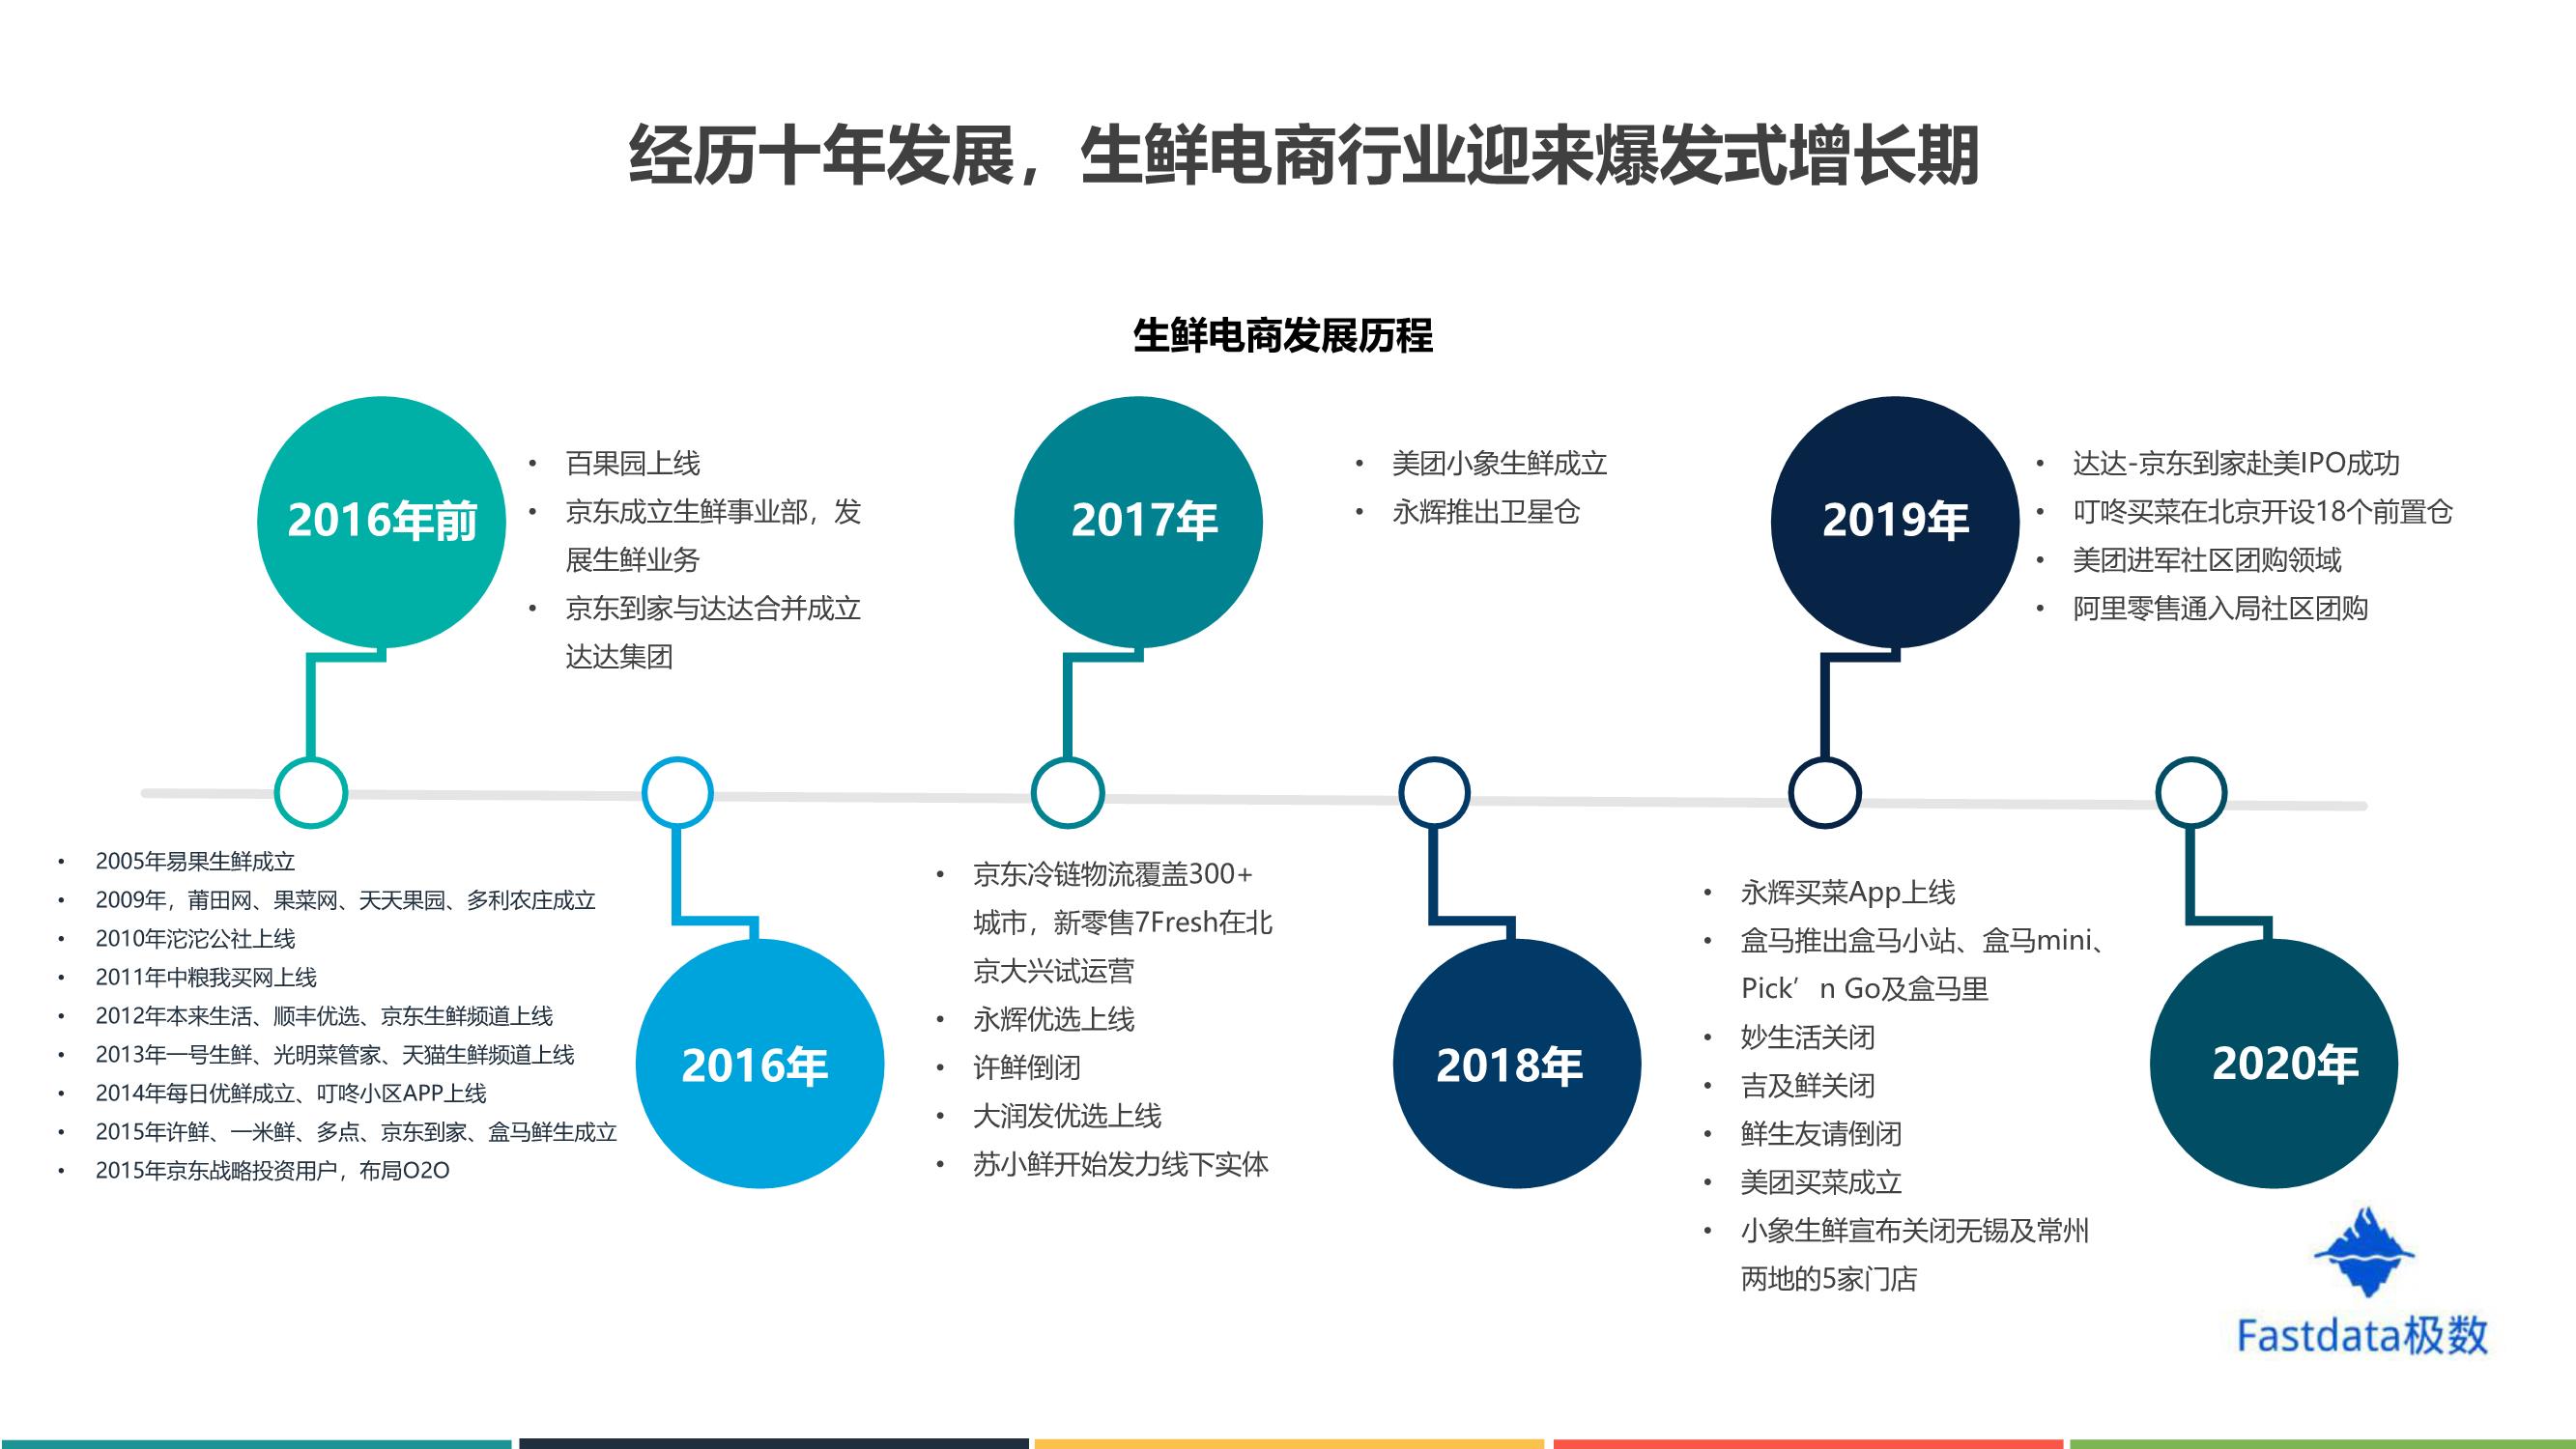 经历十年发展，生鲜电商行业迎来爆发式增长期
生鲜电商发展历程
2016年前
• 2005年易果生鲜成立
• 2009年，莆田网、果菜网、天天果园、多利农庄成立
• 2010年沱沱公社上线
• 2011年中粮我买网上线
• 2012年本来生活、顺丰优选、京东生鲜频道上线
• 2013年一号生鲜、光明菜管家、天猫生鲜频道上线
• 2014年每日优鲜成立、叮咚小区APP上线
• 2015年许鲜、一米鲜、多点、京东到家、盒马鲜生成立
• 2015年京东战略投资用户，布局O2O
• 百果园上线
• 京东成立生鲜事业部，发
展生鲜业务
• 京东到家与达达合并成立
达达集团
2016年
2017年
• 京东冷链物流覆盖300+
城市，新零售7Fresh在北
京大兴试运营
• 永辉优选上线
• 许鲜倒闭
• 大润发优选上线
• 苏小鲜开始发力线下实体
• 美团小象生鲜成立
• 永辉推出卫星仓
2018年
2019年
• 永辉买菜App上线
• 盒马推出盒马小站、盒马mini、
Pick’n Go及盒马里
• 妙生活关闭
• 吉及鲜关闭
• 鲜生友请倒闭
• 美团买菜成立
• 小象生鲜宣布关闭无锡及常州
两地的5家门店
• 达达-京东到家赴美IPO成功
• 叮咚买菜在北京开设18个前置仓
• 美团进军社区团购领域
• 阿里零售通入局社区团购
2020年
Fastdata极数